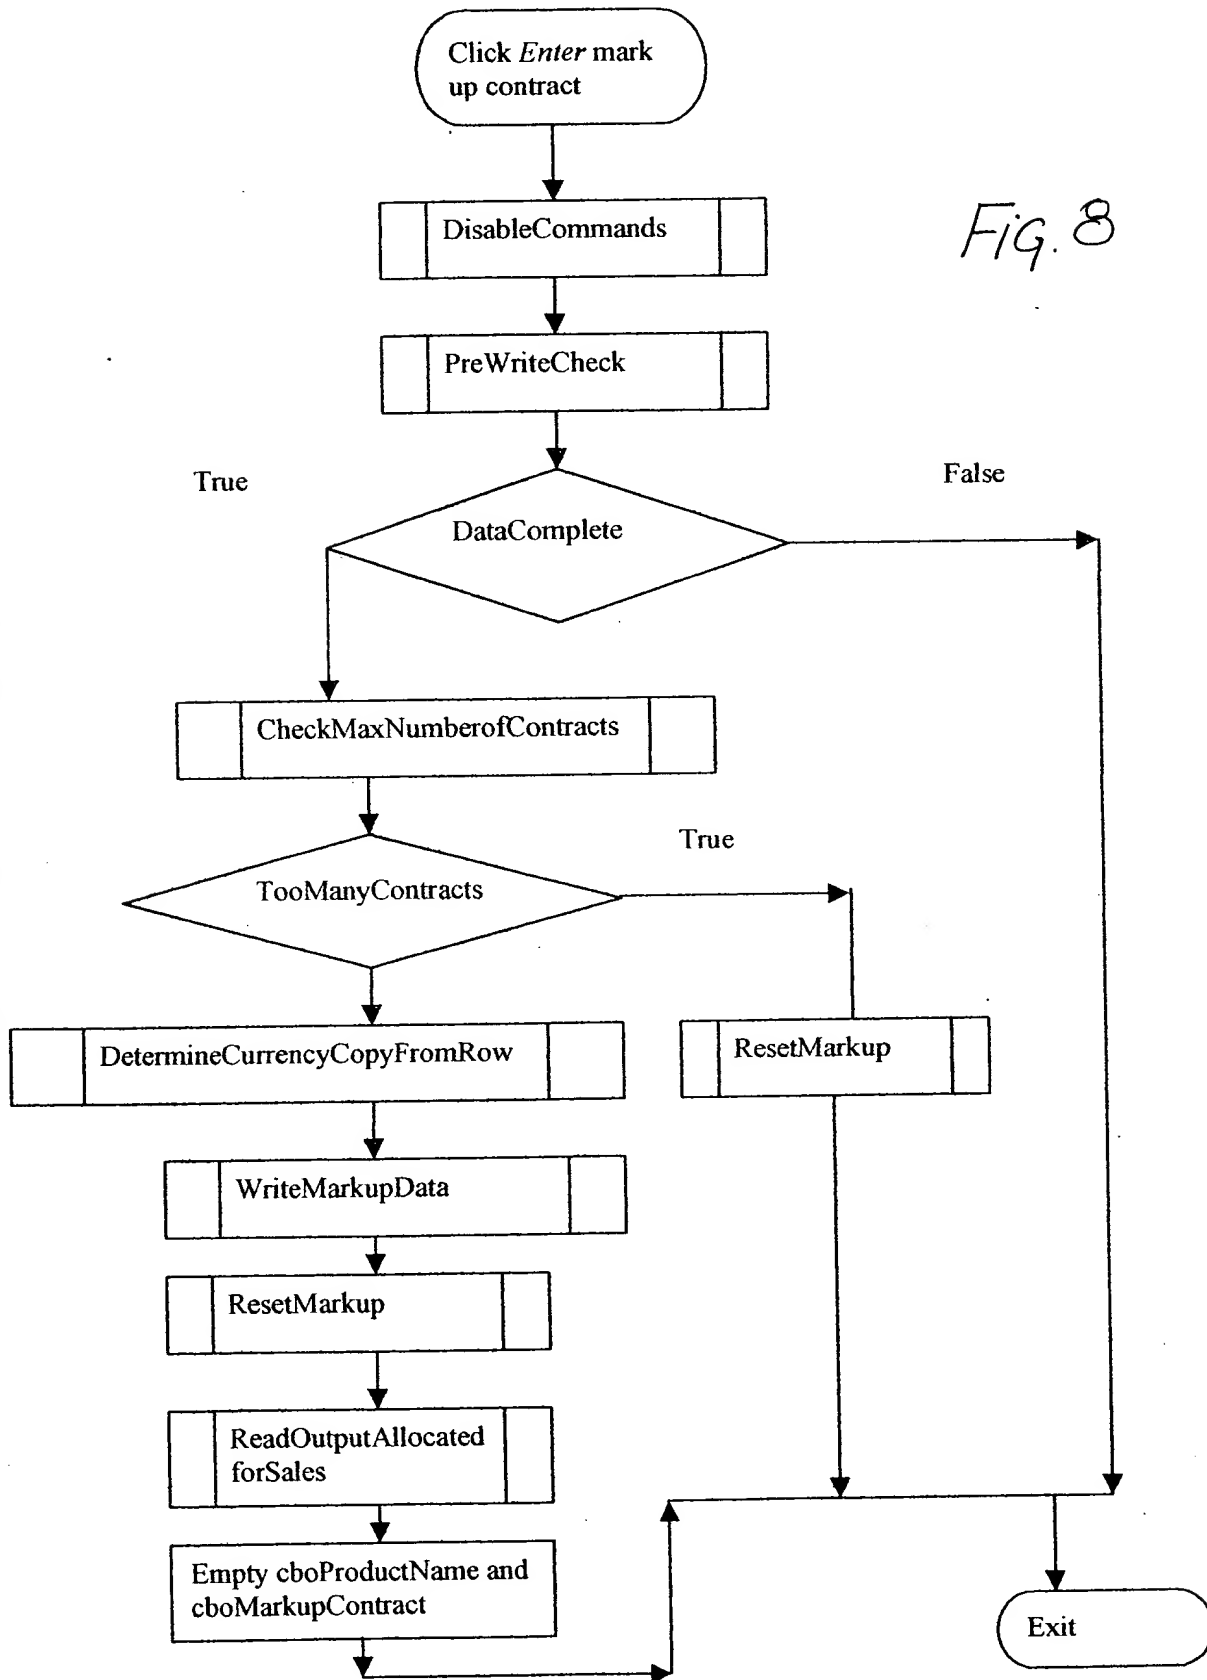 Click Enter mark
up contract
DisableCommands
Fig. 8
PreWriteCheck
True
False
DataComplete
CheckMaxNumberofContracts
True
TooManyContracts
DetermineCurrencyCopyFromRow
ResetMarkup
WriteMarkupData
ResetMarkup
ReadOutputAllocated
forSales
Empty cboProductName and
cboMarkupContract
Exit